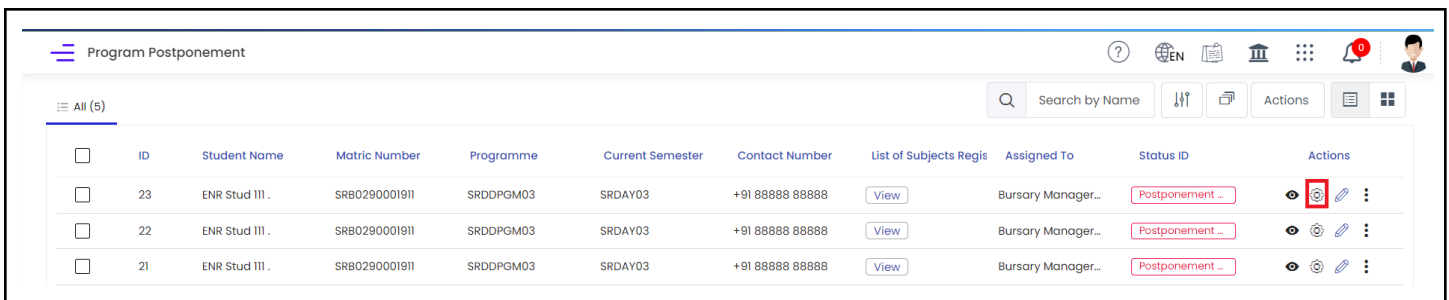 Program Postponement
EN
0
All (5)
Search by Name
Actions
ID Student Name Matric Number Programme Current Semester Contact Number List of Subjects Regis Assigned To Status ID Actions
23 ENR Stud 111 . SRB0290001911 SRDDPGM03 SRDAY03 +91 88888 88888 View Bursary Manager... Postponement ...
22 ENR Stud 111 . SRB0290001911 SRDDPGM03 SRDAY03 +91 88888 88888 View Bursary Manager... Postponement ...
21 ENR Stud 111 . SRB0290001911 SRDDPGM03 SRDAY03 +91 88888 88888 View Bursary Manager... Postponement ...